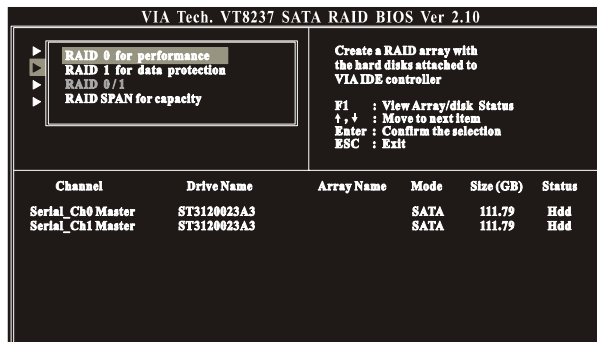 VIA Tech. VT8237 SATA RAID BIOS Ver 2.10
RAID 0 for performance
RAID 1 for data protection
RAID 0/1
RAID SPAN for capacity
Create a RAID array with
the hard disks attached to
VIA IDE controller
F1 : View Array/disk Status
↑,↓ : Move to next item
Enter : Confirm the selection
ESC : Exit
Channel Drive Name Array Name Mode Size (GB) Status
Serial_Ch0 Master ST3120023A3 SATA 111.79 Hdd
Serial_Ch1 Master ST3120023A3 SATA 111.79 Hdd